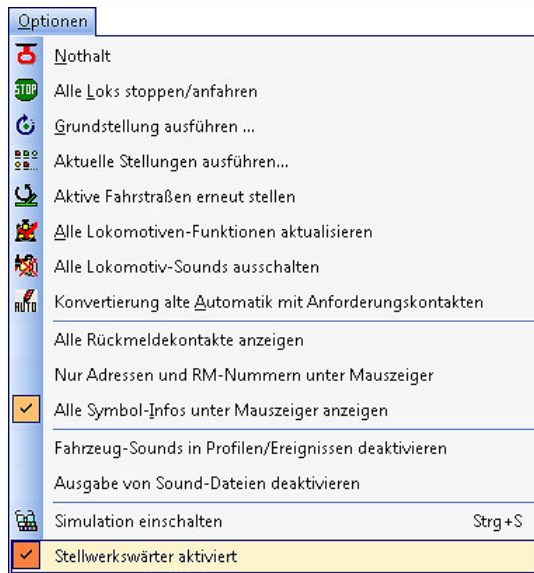 Optionen
Nothalt
STOP Alle Loks stoppen/anfahren
Grundstellung ausführen ...
Aktuelle Stellungen ausführen...
Aktive Fahrstraßen erneut stellen
Alle Lokomotiven-Funktionen aktualisieren
Alle Lokomotiv-Sounds ausschalten
AUTO Konvertierung alte Automatik mit Anforderungskontakten
Alle Rückmeldekontakte anzeigen
Nur Adressen und RM-Nummern unter Mauszeiger
Alle Symbol-Infos unter Mauszeiger anzeigen
Fahrzeug-Sounds in Profilen/Ereignissen deaktivieren
Ausgabe von Sound-Dateien deaktivieren
Simulation einschalten Strg+S
Stellwerkswärter aktiviert